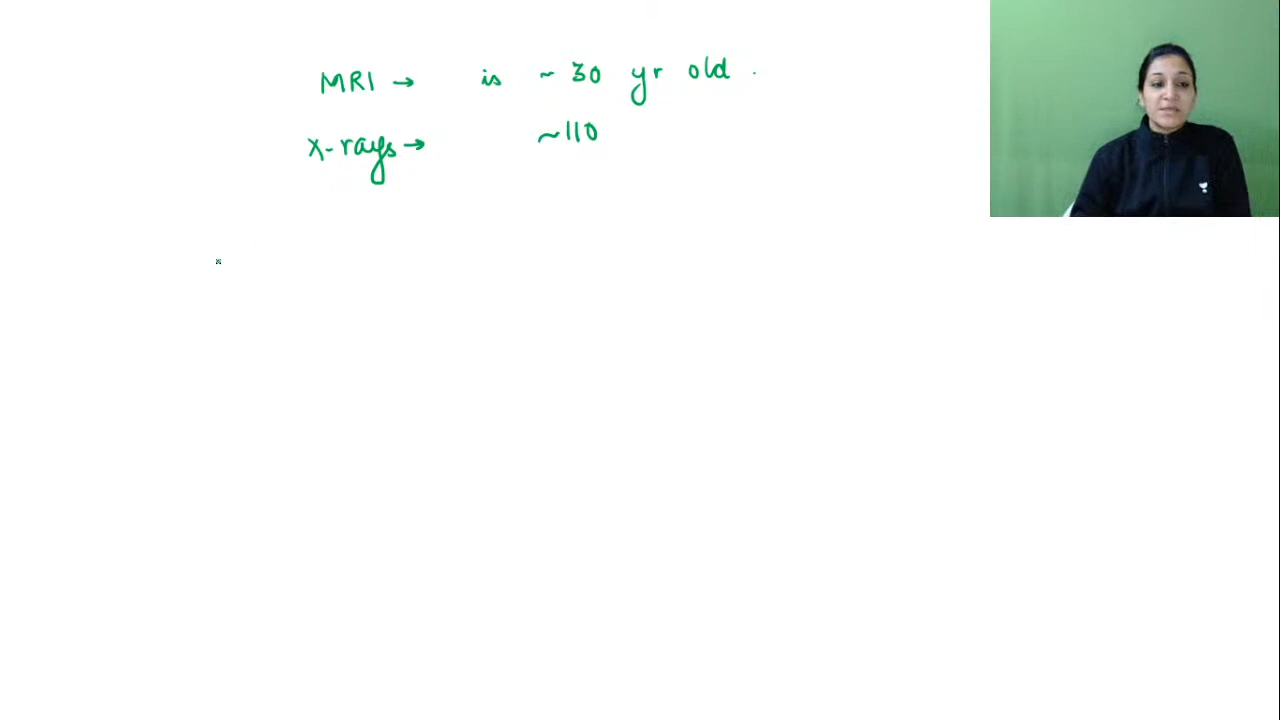 MRI → is ~ 30 yr old.
X-rays → ~110